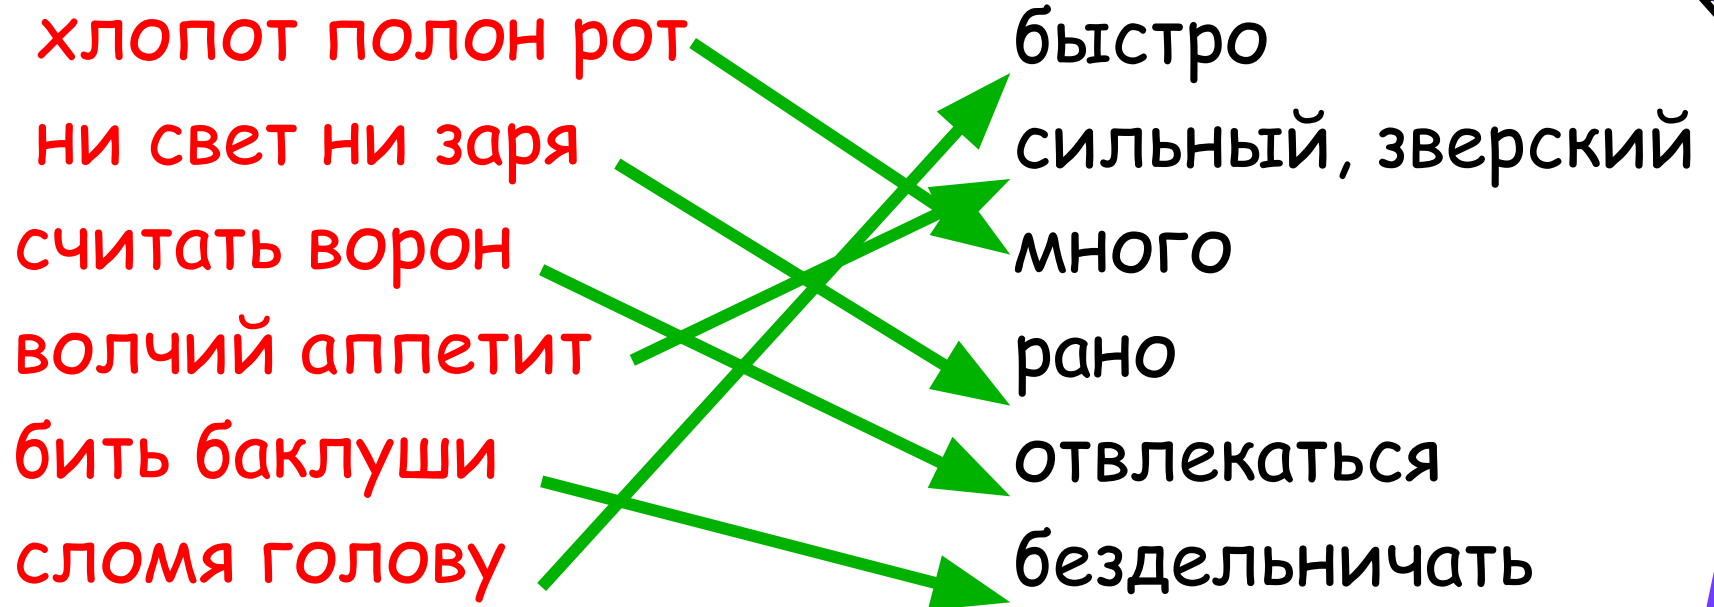 хлопот полон рот
ни свет ни заря
считать ворон
волчий аппетит
бить баклуши
сломя голову
быстро
сильный, зверский
много
рано
отвлекаться
бездельничать